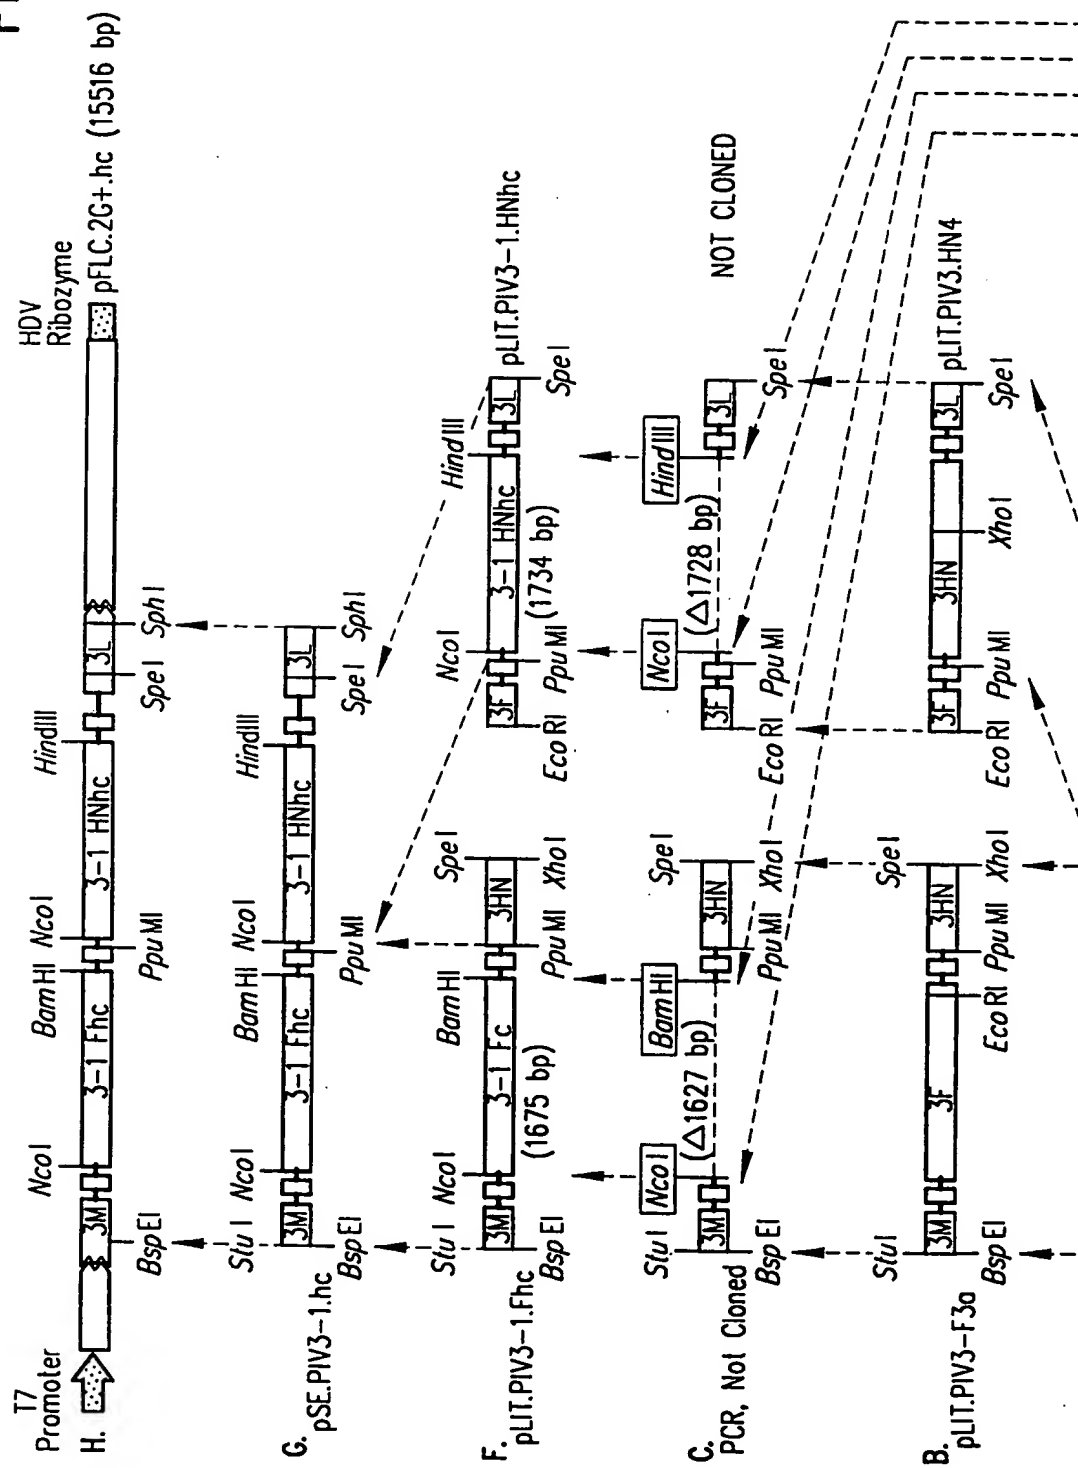 T7
Promoter
HDV
Ribozyme
H.
pFLC.2G+.hc (15516 bp)
NcoI
BamHI
NcoI
HindIII
3M
3-1 Fhc
3-1 HNhc
3L
BspEI
PpuMI
SpeI
SphI
G.
pSE.PIV3-1.hc
StuI
NcoI
BamHI
NcoI
HindIII
3M
3-1 Fhc
3-1 HNhc
3L
BspEI
PpuMI
SpeI
SphI
F.
pLIT.PIV3-1.Fhc
StuI
NcoI
BamHI
SpeI
3M
3-1 Fc
3HN
(1675 bp)
BspEI
PpuMI
XhoI
NcoI
HindIII
3F
3-1 HNhc
3L
pLIT.PIV3-1.HNhc
(1734 bp)
EcoRI
PpuMI
SpeI
C.
PCR, Not Cloned
StuI
NcoI
BamHI
SpeI
3M
(△1627 bp)
3HN
BspEI
PpuMI
XhoI
NcoI
HindIII
3F
(△1728 bp)
3L
NOT CLONED
EcoRI
PpuMI
SpeI
B.
pLIT.PIV3-F3a
StuI
SpeI
3M
3F
3HN
BspEI
EcoRI
PpuMI
XhoI
3F
3HN
3L
pLIT.PIV3.HN4
EcoRI
PpuMI
XhoI
SpeI